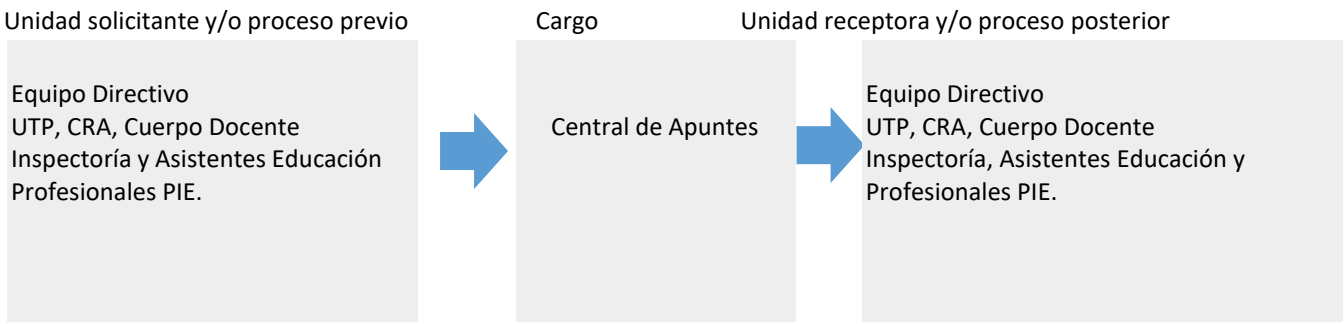 Unidad solicitante y/o proceso previo
Cargo
Unidad receptora y/o proceso posterior
Equipo Directivo
UTP, CRA, Cuerpo Docente
Inspectoría y Asistentes Educación
Profesionales PIE.
Central de Apuntes
Equipo Directivo
UTP, CRA, Cuerpo Docente
Inspectoría, Asistentes Educación y
Profesionales PIE.